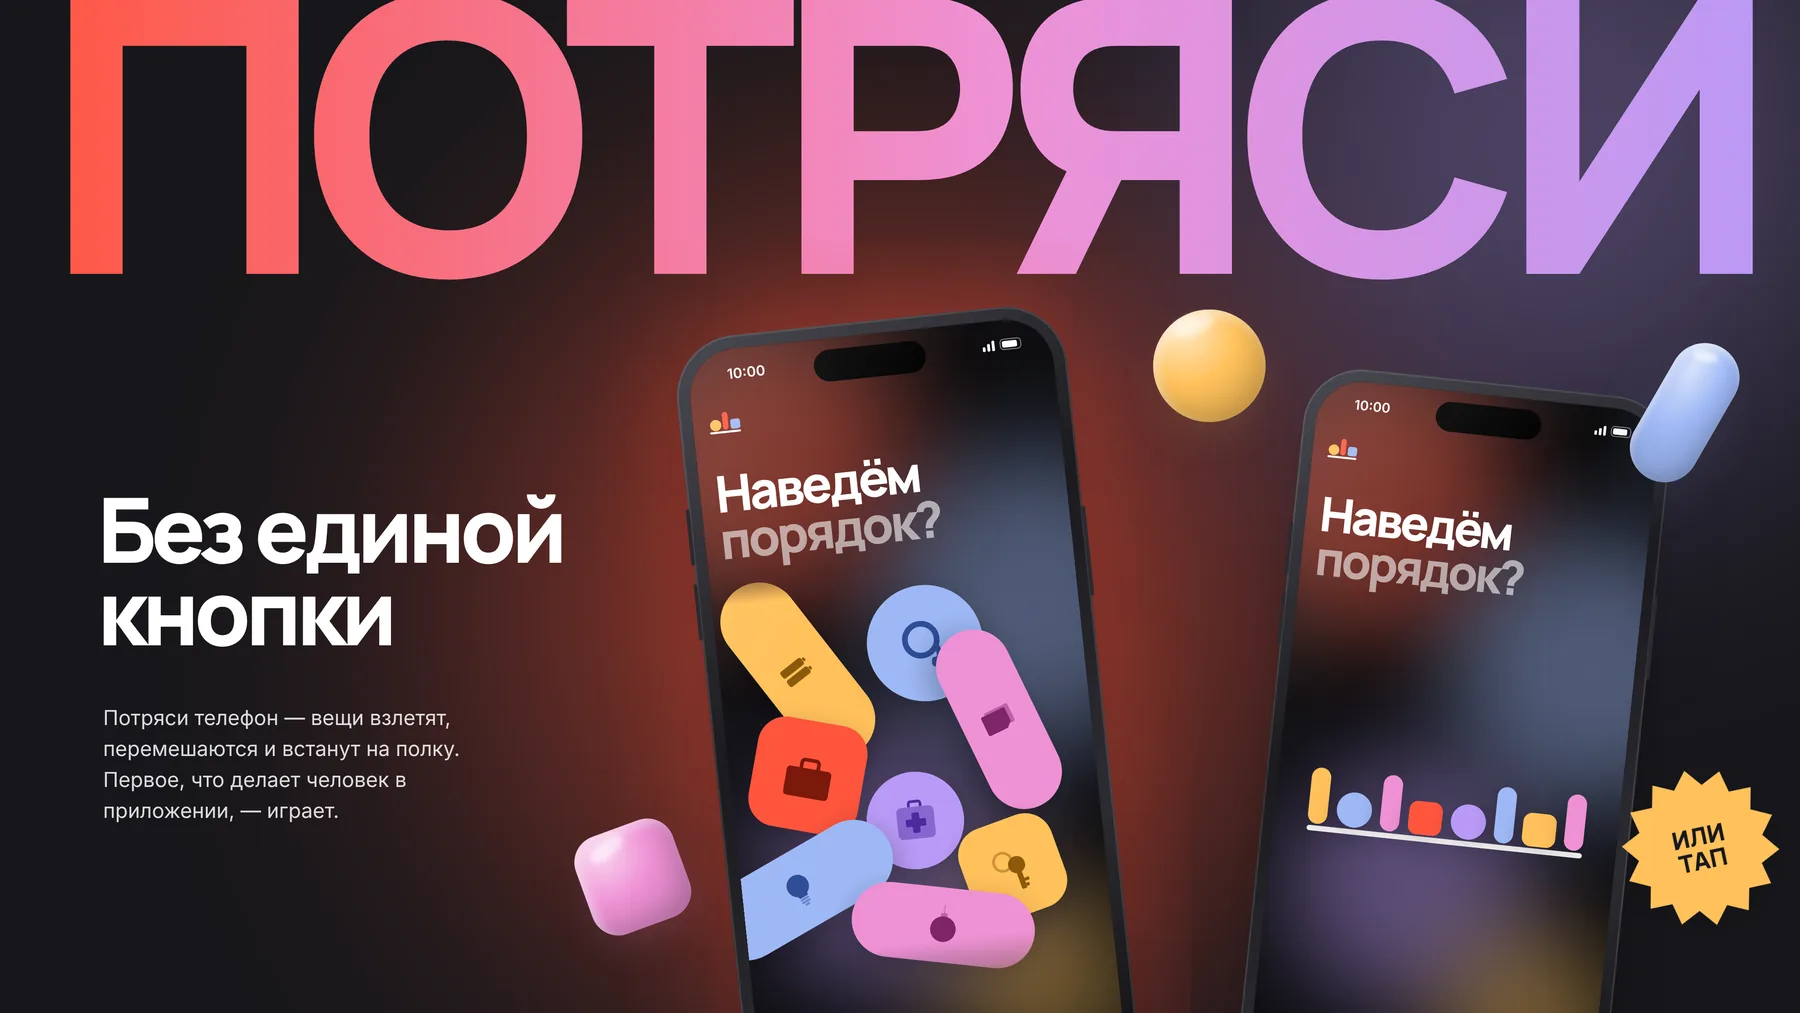 ПОТРЯСИ
Без единой
кнопки
Потряси телефон — вещи взлетят,
перемешаются и встанут на полку.
Первое, что делает человек в
приложении, — играет.
10:00
Наведём
порядок?
10:00
Наведём
порядок?
ИЛИ
ТАП